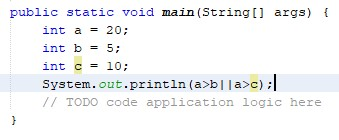 public static void main(String[] args) {
    int a = 20;
    int b = 5;
    int c = 10;
    System.out.println(a>b||a>c);
    // TODO code application logic here
}